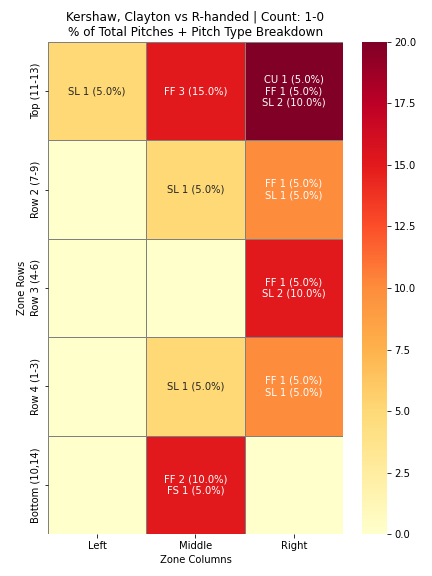 Kershaw, Clayton vs R-handed | Count: 1-0
% of Total Pitches + Pitch Type Breakdown
Zone Rows
Top (11-13)
SL 1 (5.0%)
FF 3 (15.0%)
CU 1 (5.0%)
FF 1 (5.0%)
SL 2 (10.0%)
Row 2 (7-9)
SL 1 (5.0%)
FF 1 (5.0%)
SL 1 (5.0%)
Row 3 (4-6)
FF 1 (5.0%)
SL 2 (10.0%)
Row 4 (1-3)
SL 1 (5.0%)
FF 1 (5.0%)
SL 1 (5.0%)
Bottom (10,14)
FF 2 (10.0%)
FS 1 (5.0%)
Left
Middle
Right
Zone Columns
20.0
17.5
15.0
12.5
10.0
7.5
5.0
2.5
0.0